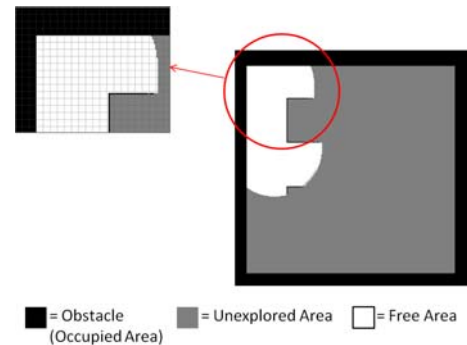 = Obstacle
(Occupied Area)
= Unexplored Area
= Free Area